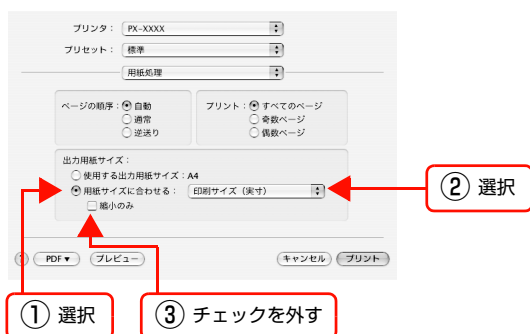 プリンタ： PX-XXXX
プリセット： 標準
用紙処理
ページの順序： 自動
通常
逆送り
プリント： すべてのページ
奇数ページ
偶数ページ
出力用紙サイズ：
使用する出力用紙サイズ：A4
用紙サイズに合わせる： 印刷サイズ（実寸）
縮小のみ
② 選択
? PDF▼ プレビュー キャンセル プリント
① 選択
③ チェックを外す